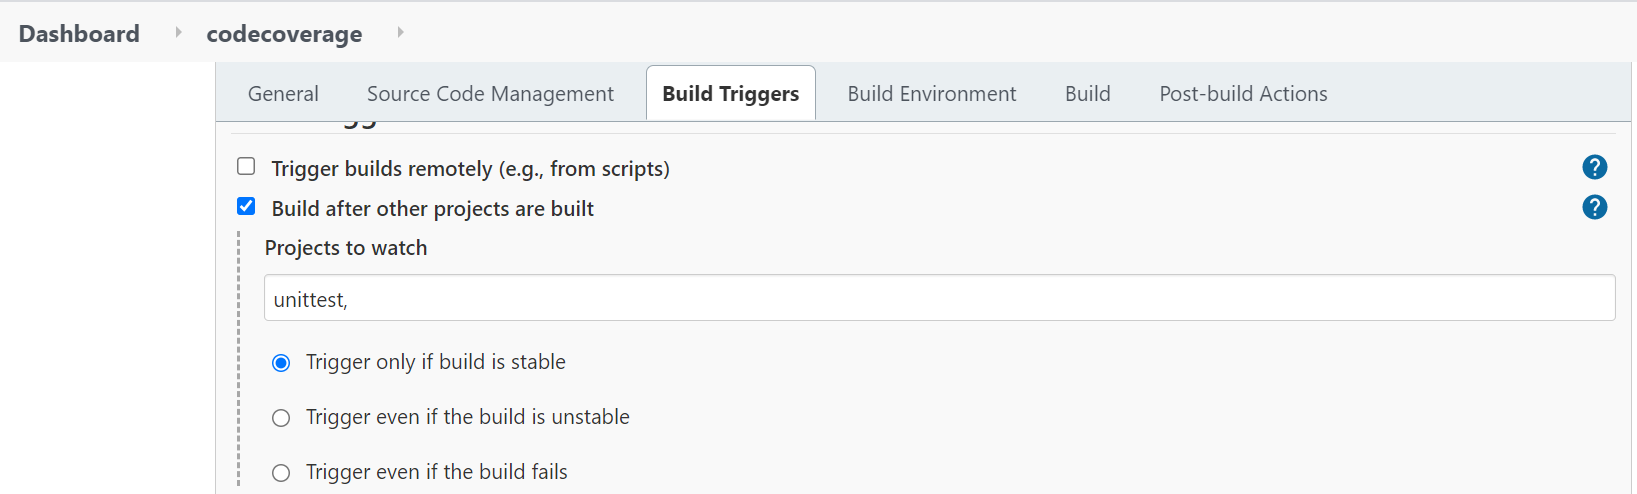 Dashboard codecoverage
General Source Code Management Build Triggers Build Environment Build Post-build Actions
Trigger builds remotely (e.g., from scripts) ?
Build after other projects are built ?
Projects to watch
unittest,
Trigger only if build is stable
Trigger even if the build is unstable
Trigger even if the build fails